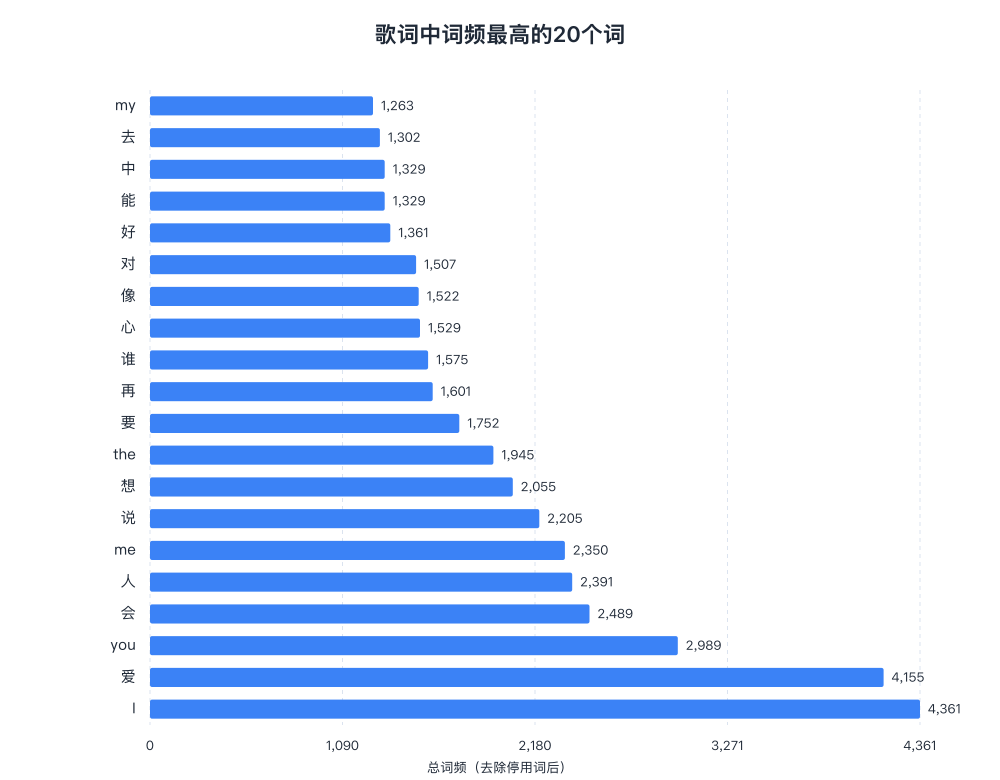 歌词中词频最高的20个词
my 1,263
去 1,302
中 1,329
能 1,329
好 1,361
对 1,507
像 1,522
心 1,529
谁 1,575
再 1,601
要 1,752
the 1,945
想 2,055
说 2,205
me 2,350
人 2,391
会 2,489
you 2,989
爱 4,155
I 4,361
0 1,090 2,180 3,271 4,361
总词频（去除停用词后）